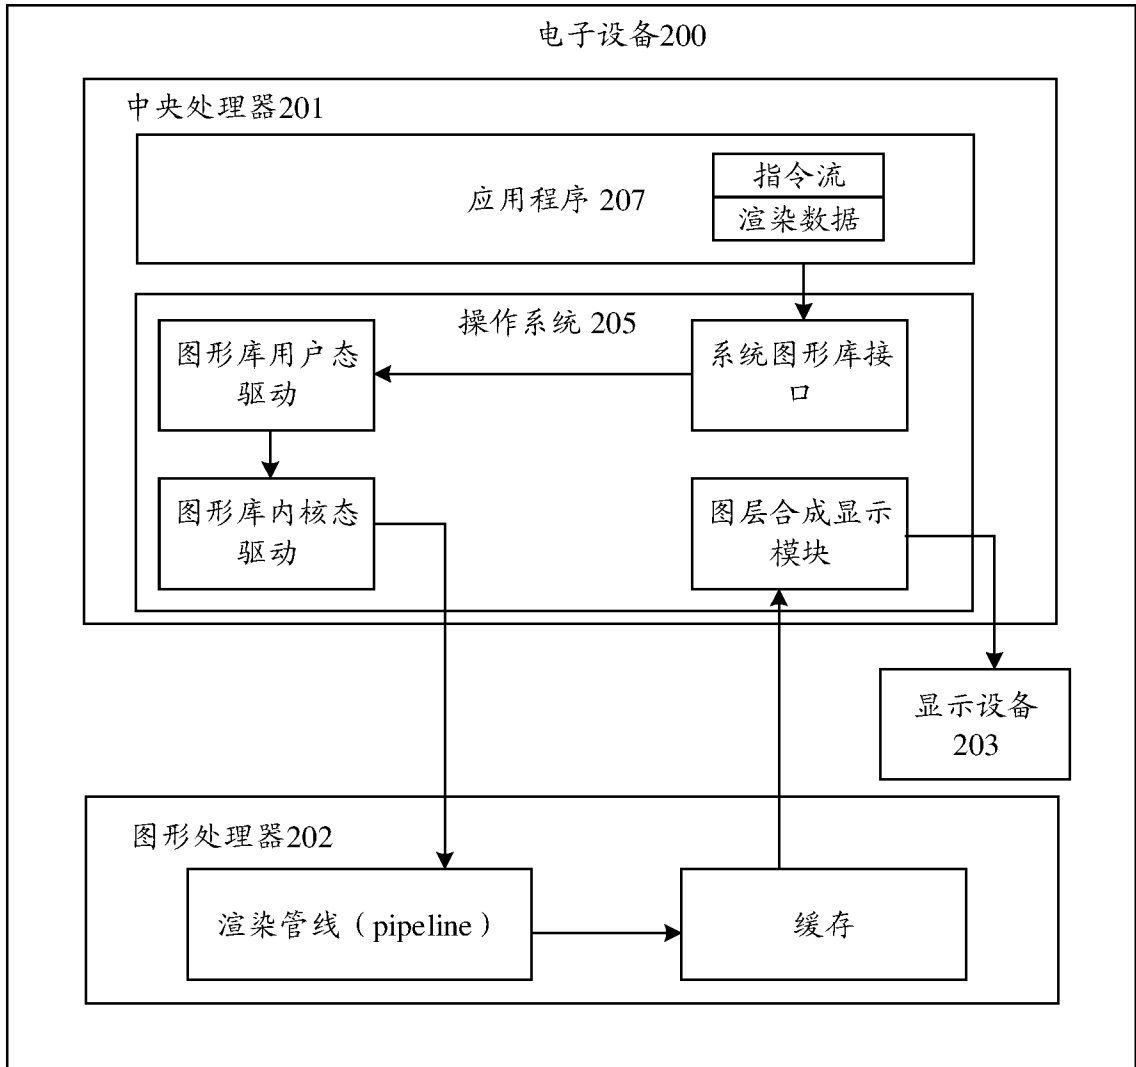 电子设备200
中央处理器201
应用程序 207
指令流
渲染数据
操作系统 205
图形库用户态
驱动
系统图形库接
口
图形库内核态
驱动
图层合成显示
模块
显示设备
203
图形处理器202
渲染管线（pipeline）
缓存